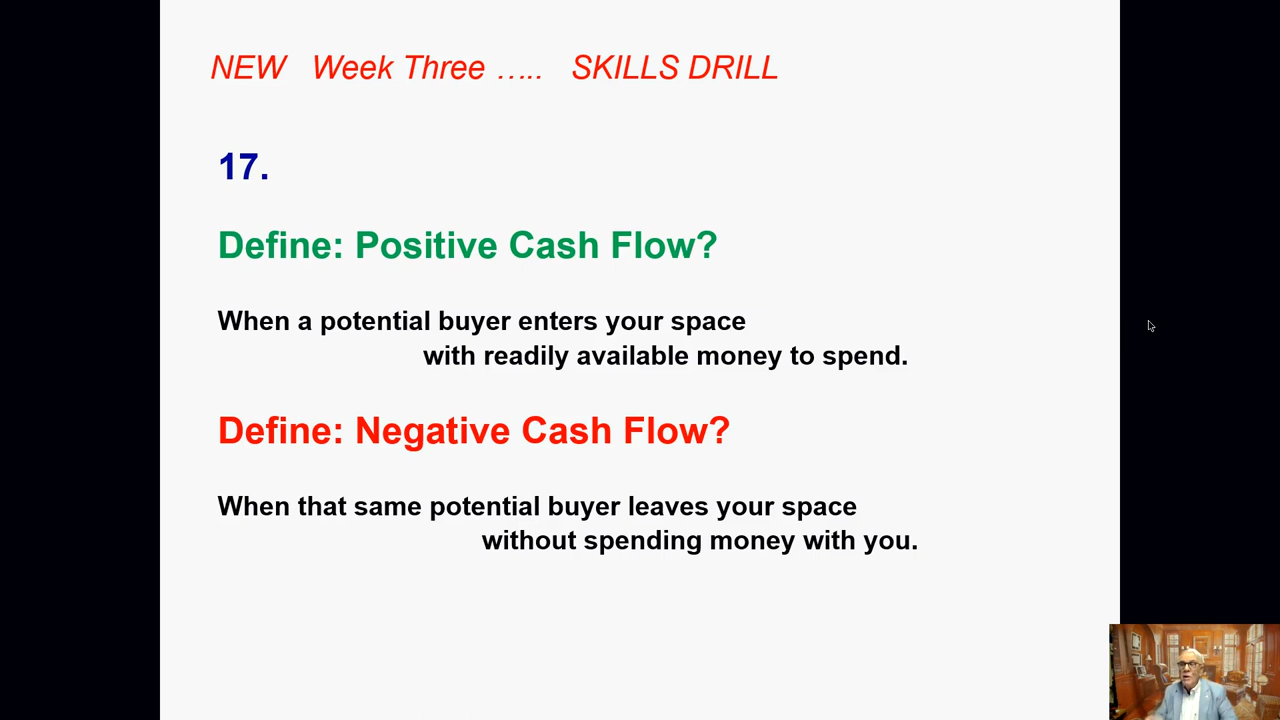 NEW Week Three ….. SKILLS DRILL
17.
Define: Positive Cash Flow?
When a potential buyer enters your space
with readily available money to spend.
Define: Negative Cash Flow?
When that same potential buyer leaves your space
without spending money with you.